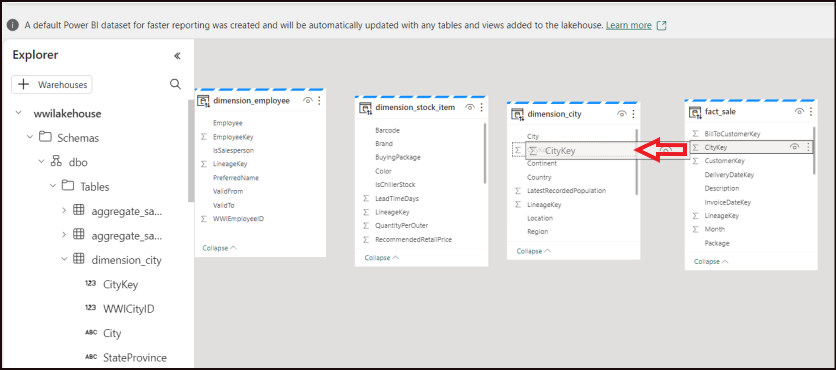 A default Power BI dataset for faster reporting was created and will be automatically updated with any tables and views added to the lakehouse. Learn more
Explorer
Warehouses
wwilakehouse
Schemas
dbo
Tables
aggregate_sa...
aggregate_sa...
dimension_city
CityKey
WWICityID
City
StateProvince
dimension_employee
Employee
EmployeeKey
IsSalesperson
LineageKey
PreferredName
ValidFrom
ValidTo
WWIEmployeeID
Collapse
dimension_stock_item
Barcode
Brand
BuyingPackage
Color
IsChillerStock
LeadTimeDays
LineageKey
QuantityPerOuter
RecommendedRetailPrice
Collapse
dimension_city
City
CityKey
Continent
Country
LatestRecordedPopulation
LineageKey
Location
Region
Collapse
fact_sale
BillToCustomerKey
CityKey
CustomerKey
DeliveryDateKey
Description
InvoiceDateKey
LineageKey
Month
Package
Collapse